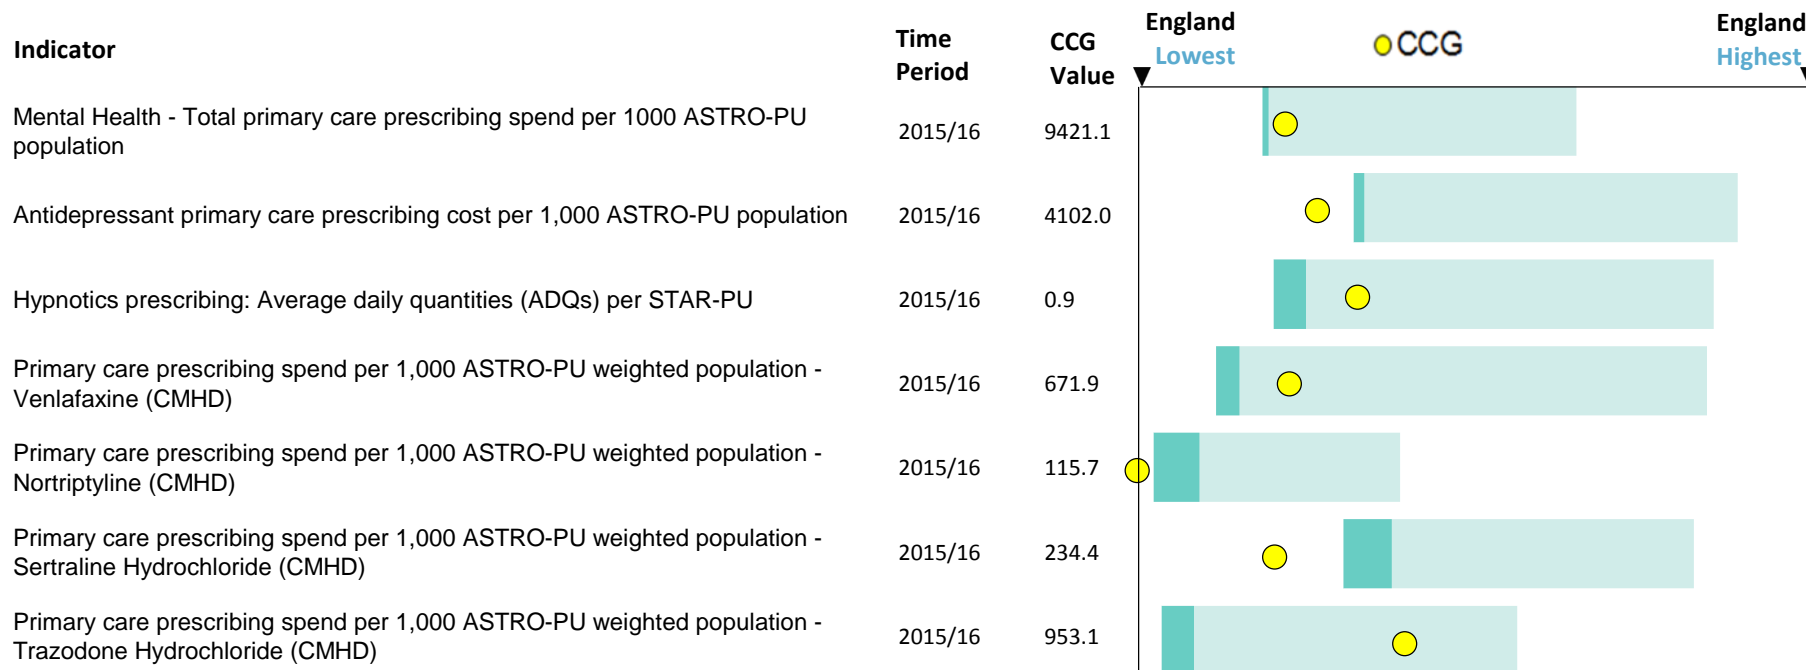 Indicator
Time Period
CCG Value
England Lowest
CCG
England Highest
Mental Health - Total primary care prescribing spend per 1000 ASTRO-PU
population
2015/16
9421.1
Antidepressant primary care prescribing cost per 1,000 ASTRO-PU population
2015/16
4102.0
Hypnotics prescribing: Average daily quantities (ADQs) per STAR-PU
2015/16
0.9
Primary care prescribing spend per 1,000 ASTRO-PU weighted population -
Venlafaxine (CMHD)
2015/16
671.9
Primary care prescribing spend per 1,000 ASTRO-PU weighted population -
Nortriptyline (CMHD)
2015/16
115.7
Primary care prescribing spend per 1,000 ASTRO-PU weighted population -
Sertraline Hydrochloride (CMHD)
2015/16
234.4
Primary care prescribing spend per 1,000 ASTRO-PU weighted population -
Trazodone Hydrochloride (CMHD)
2015/16
953.1